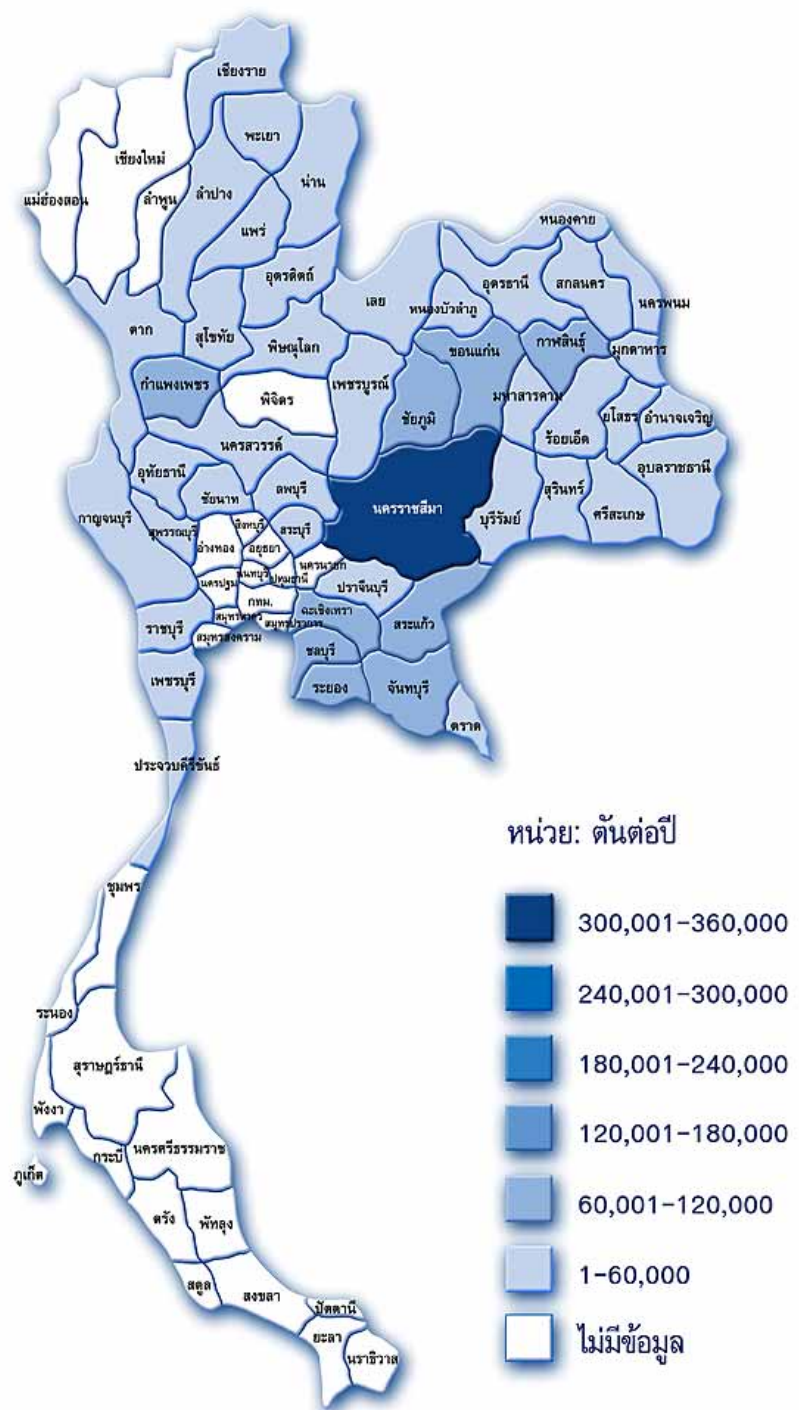 เชียงราย
พะเยา
เชียงใหม่
น่าน
แม่ฮ่องสอน
ลำพูน
ลำปาง
แพร่
หนองคาย
อุตรดิตถ์
เลย
อุดรธานี
สกลนคร
นครพนม
หนองบัวลำภู
ตาก
สุโขทัย
พิษณุโลก
ขอนแก่น
กาฬสินธุ์
มุกดาหาร
กำแพงเพชร
เพชรบูรณ์
พิจิตร
ชัยภูมิ
มหาสารคาม
ยโสธร
อำนาจเจริญ
ร้อยเอ็ด
นครสวรรค์
อุทัยธานี
อุบลราชธานี
ลพบุรี
ชัยนาท
สุรินทร์
นครราชสีมา
บุรีรัมย์
ศรีสะเกษ
กาญจนบุรี
สิงหบุรี
สุพรรณบุรี
สระบุรี
อ่างทอง
อยุธยา
นครนายก
นครปฐม
นนทบุรี
ปทุมธานี
ปราจีนบุรี
กทม.
ฉะเชิงเทรา
สระแก้ว
สมุทรสาคร
สมุทรปราการ
ราชบุรี
สมุทรสงคราม
ชลบุรี
เพชรบุรี
ระยอง
จันทบุรี
ตราด
ประจวบคีรีขันธ์
ชุมพร
ระนอง
สุราษฎร์ธานี
พังงา
นครศรีธรรมราช
กระบี่
ภูเก็ต
ตรัง
พัทลุง
สตูล
สงขลา
ปัตตานี
ยะลา
นราธิวาส
หน่วย: ตันต่อปี
300,001-360,000
240,001-300,000
180,001-240,000
120,001-180,000
60,001-120,000
1-60,000
ไม่มีข้อมูล